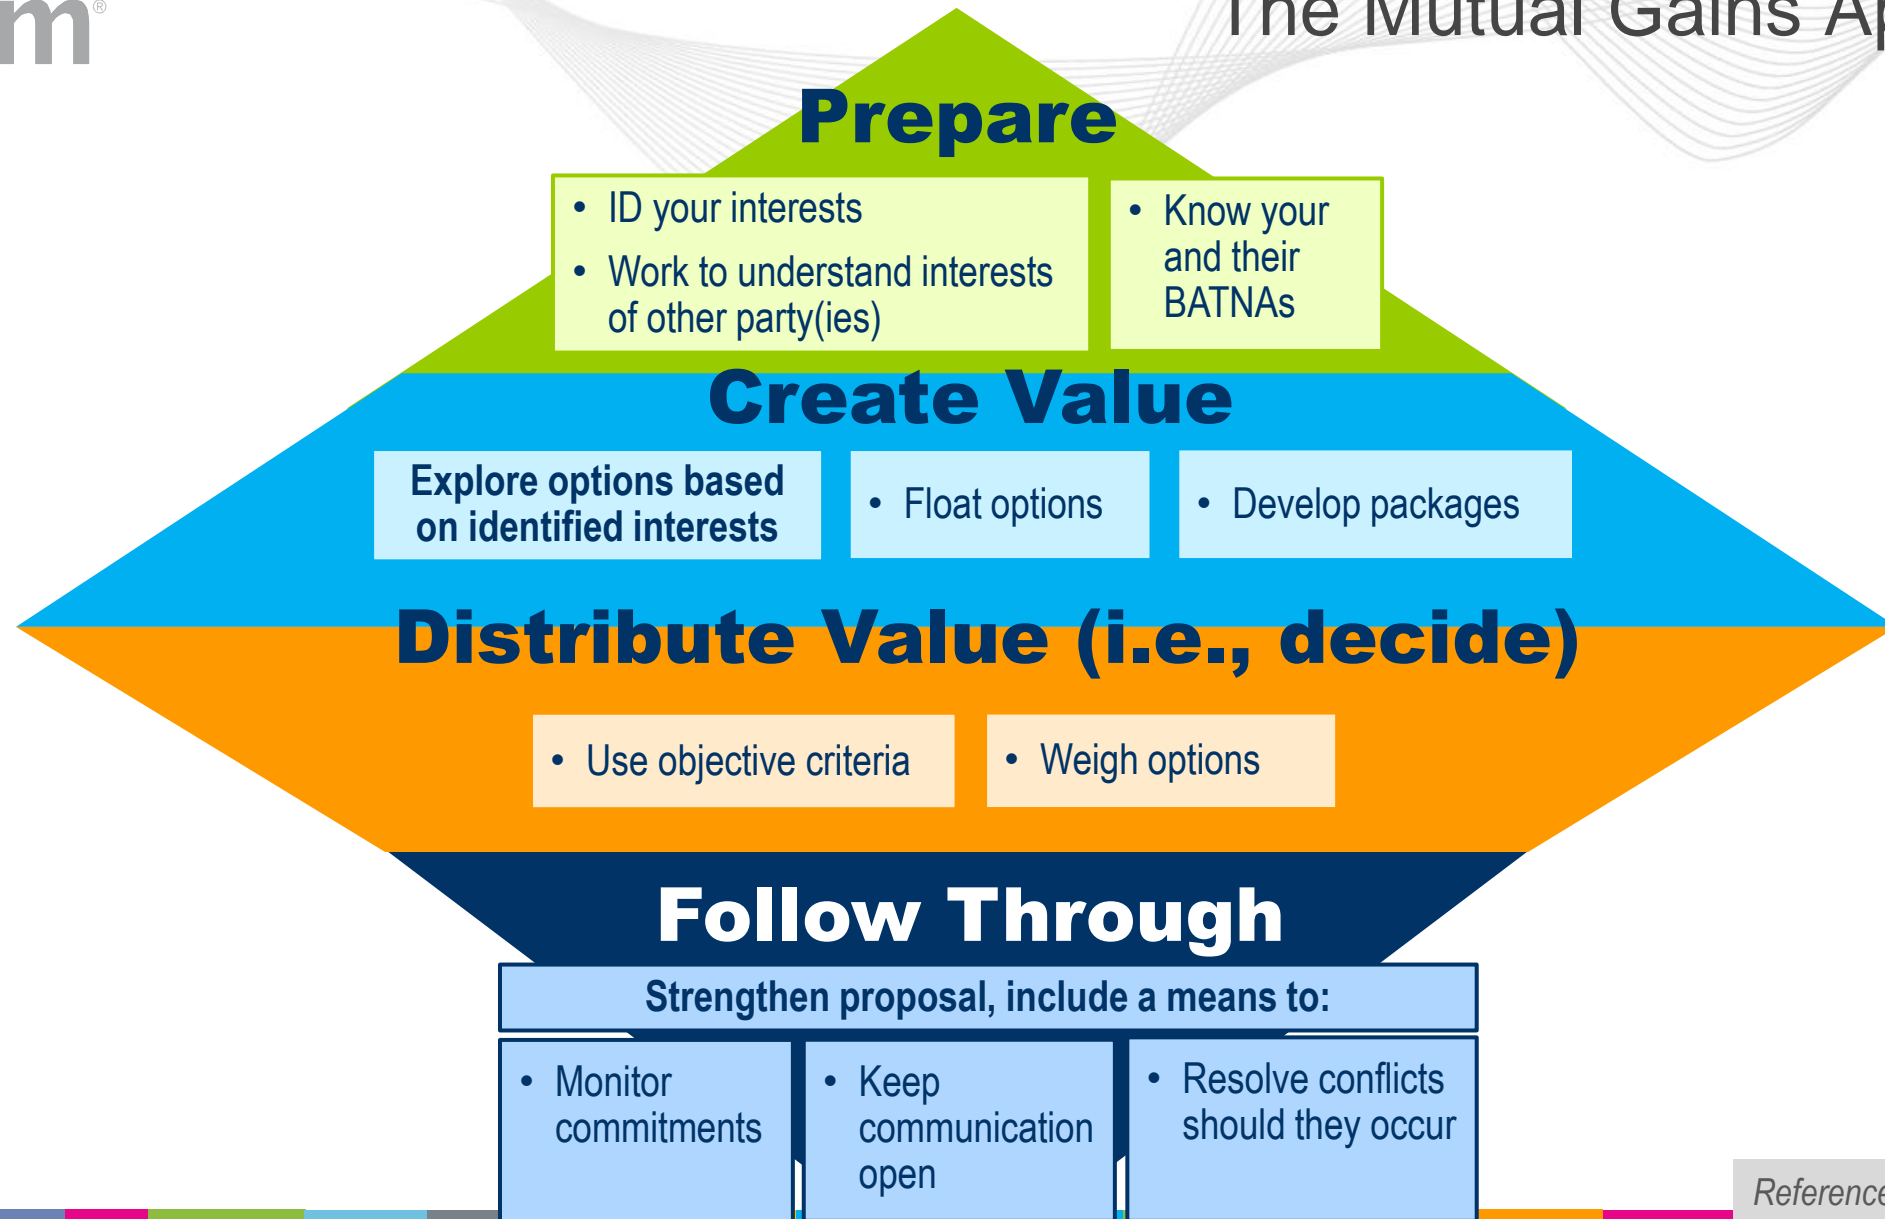 m®
The Mutual Gains Ap
Prepare
• ID your interests
• Work to understand interests
of other party(ies)
• Know your
and their
BATNAs
Create Value
Explore options based
on identified interests
• Float options
• Develop packages
Distribute Value (i.e., decide)
• Use objective criteria
• Weigh options
Follow Through
Strengthen proposal, include a means to:
• Monitor
commitments
• Keep
communication
open
• Resolve conflicts
should they occur
Reference